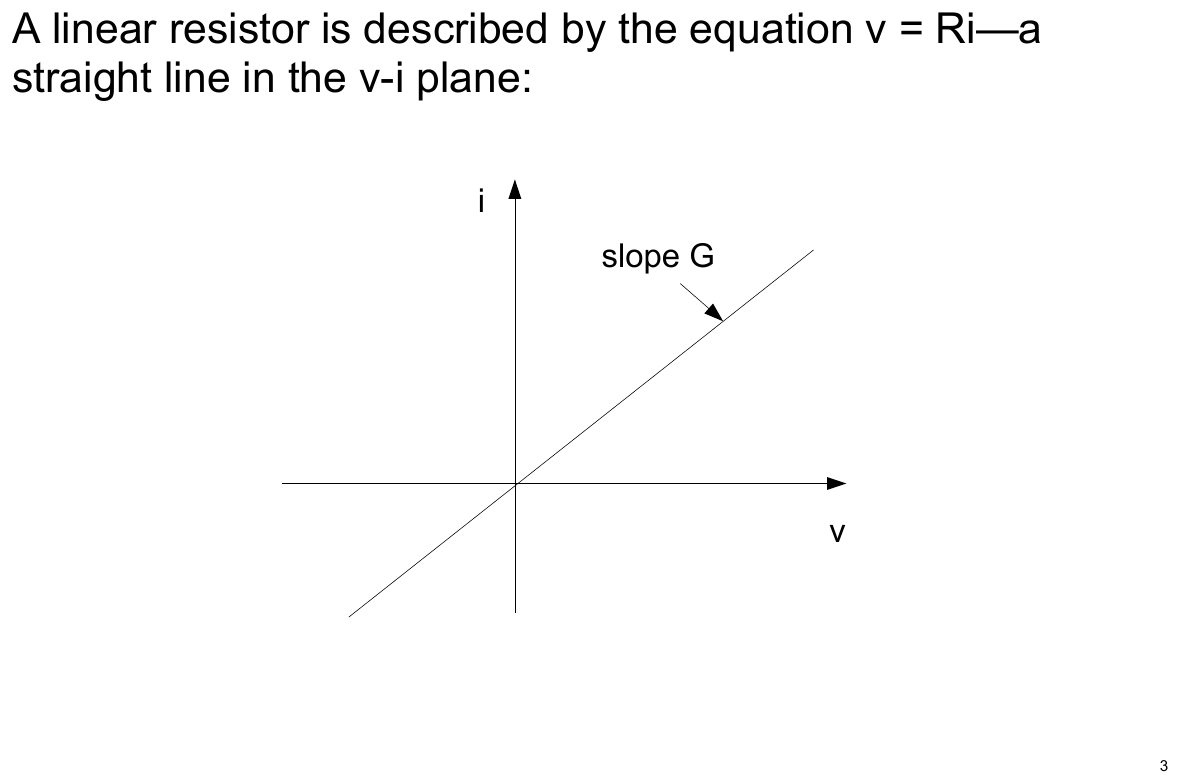 A linear resistor is described by the equation v = Ri—a
straight line in the v-i plane:
i
slope G
v
3